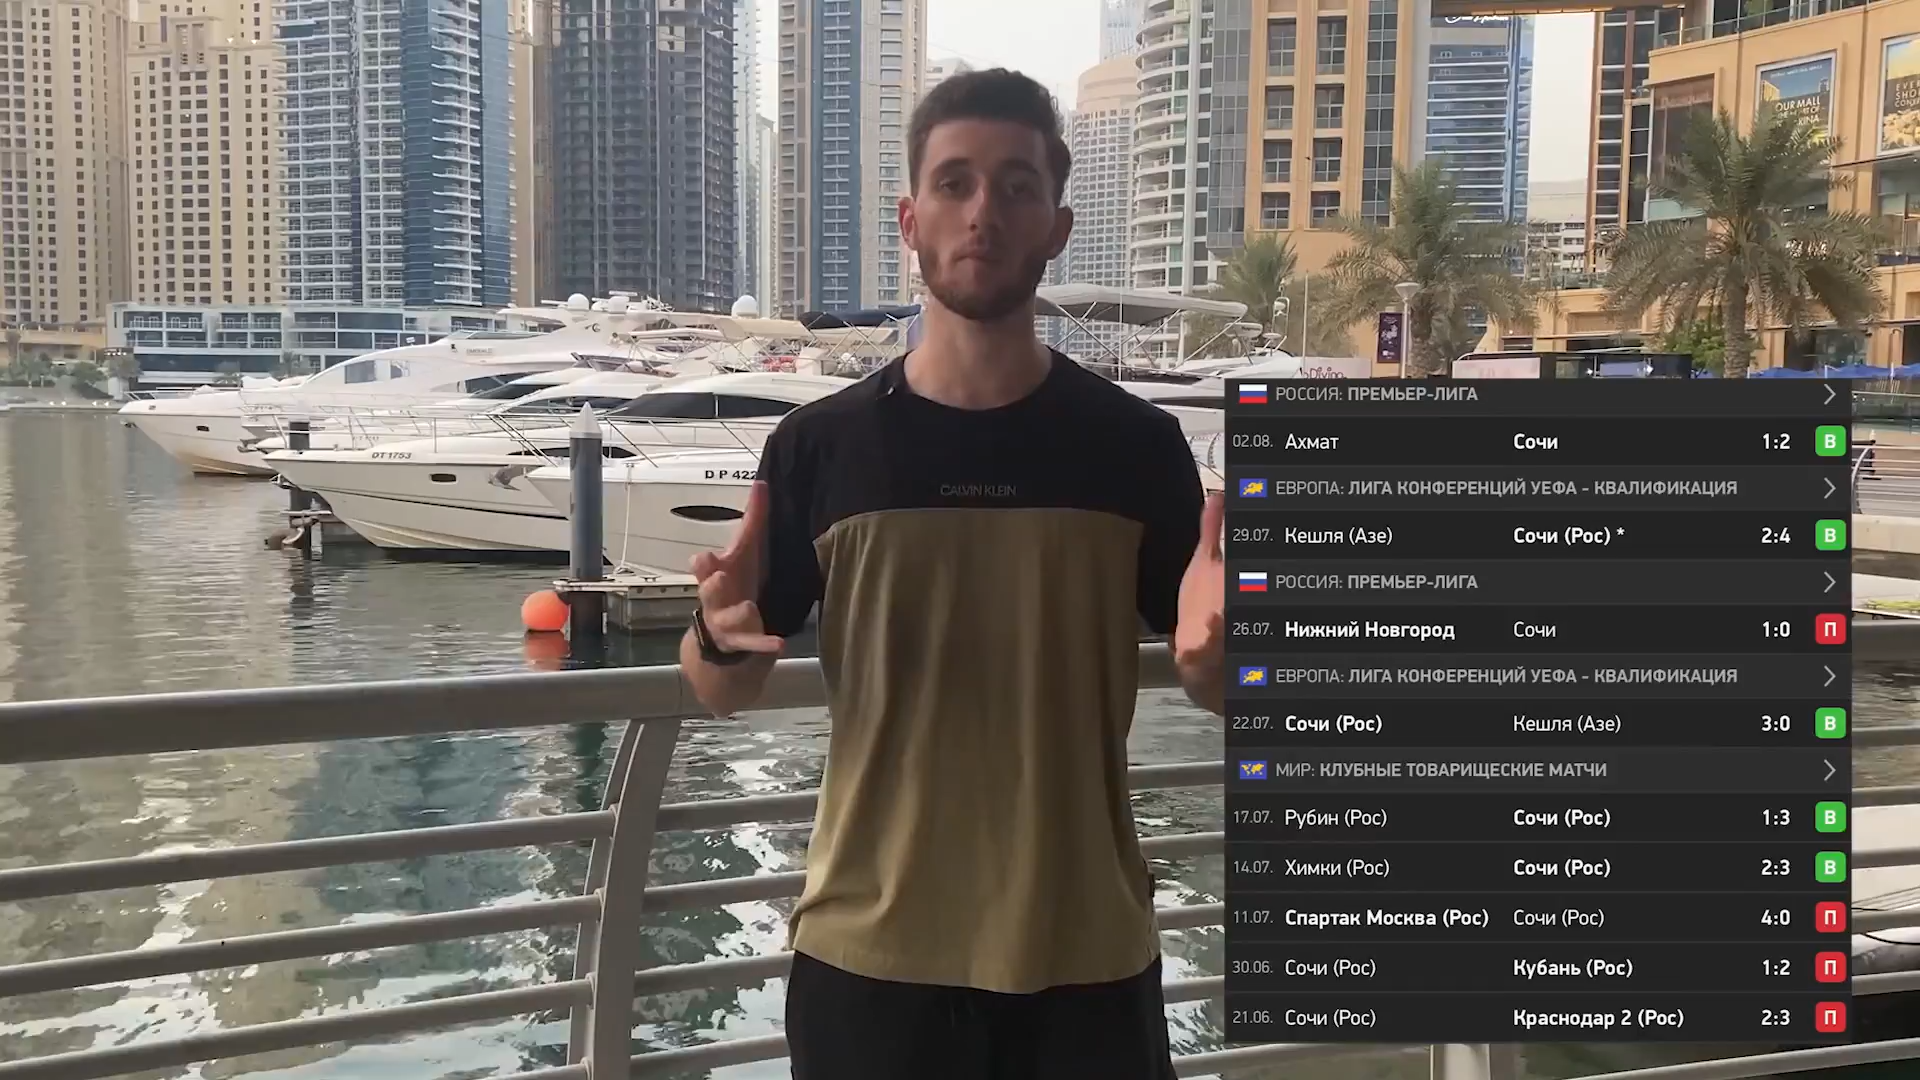 OUR MALL
DT1753
D P 422
CALVIN KLEIN
РОССИЯ: ПРЕМЬЕР-ЛИГА
02.08. Ахмат Сочи 1:2 В
ЕВРОПА: ЛИГА КОНФЕРЕНЦИЙ УЕФА - КВАЛИФИКАЦИЯ
29.07. Кешля (Азе) Сочи (Рос) * 2:4 В
РОССИЯ: ПРЕМЬЕР-ЛИГА
26.07. Нижний Новгород Сочи 1:0 П
ЕВРОПА: ЛИГА КОНФЕРЕНЦИЙ УЕФА - КВАЛИФИКАЦИЯ
22.07. Сочи (Рос) Кешля (Азе) 3:0 В
МИР: КЛУБНЫЕ ТОВАРИЩЕСКИЕ МАТЧИ
17.07. Рубин (Рос) Сочи (Рос) 1:3 В
14.07. Химки (Рос) Сочи (Рос) 2:3 В
11.07. Спартак Москва (Рос) Сочи (Рос) 4:0 П
30.06. Сочи (Рос) Кубань (Рос) 1:2 П
21.06. Сочи (Рос) Краснодар 2 (Рос) 2:3 П